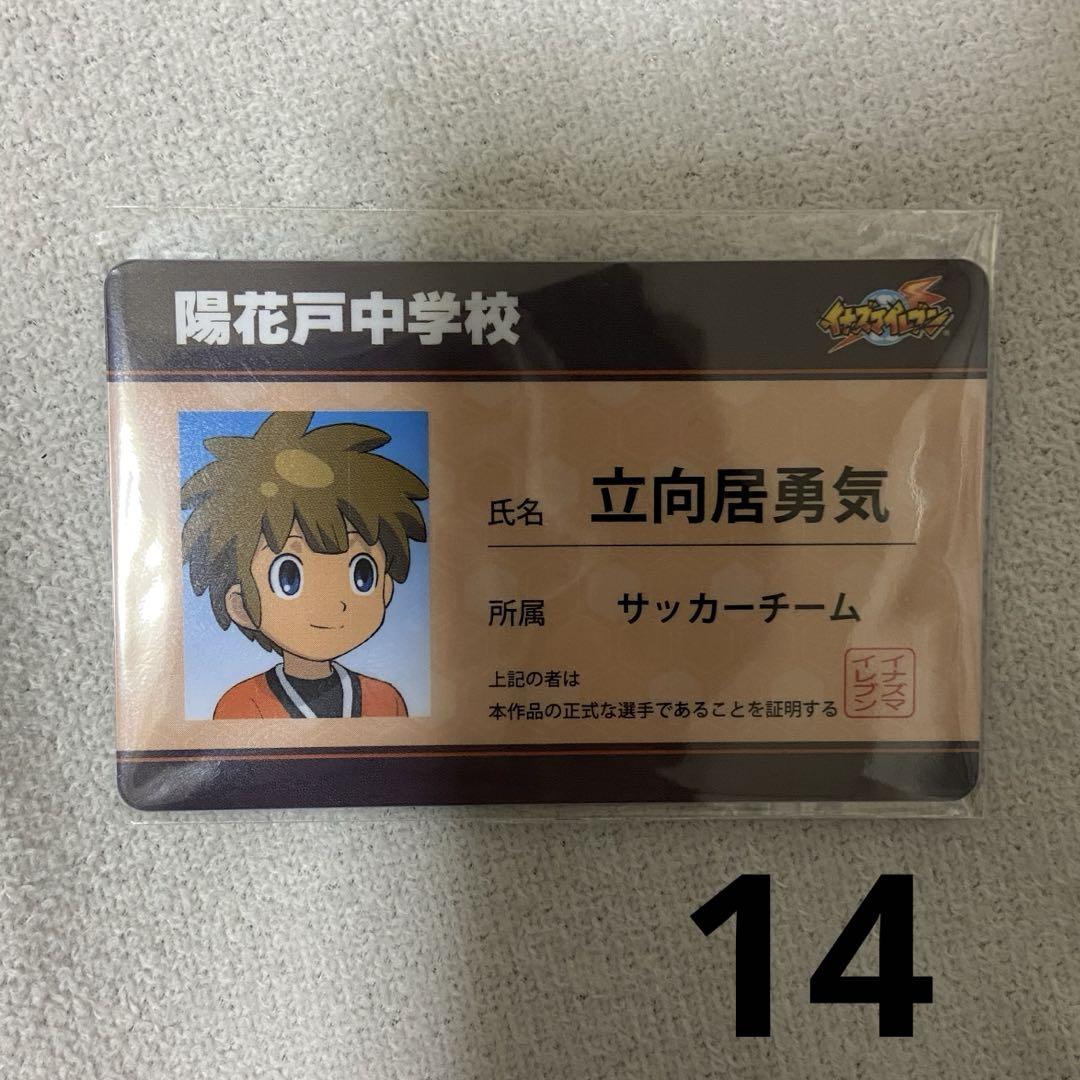 陽花戸中学校
イナズマイレブン
氏名 立向居勇気
所属 サッカーチーム
上記の者は
本作品の正式な選手であることを証明する
イナズマ
イレブン
14